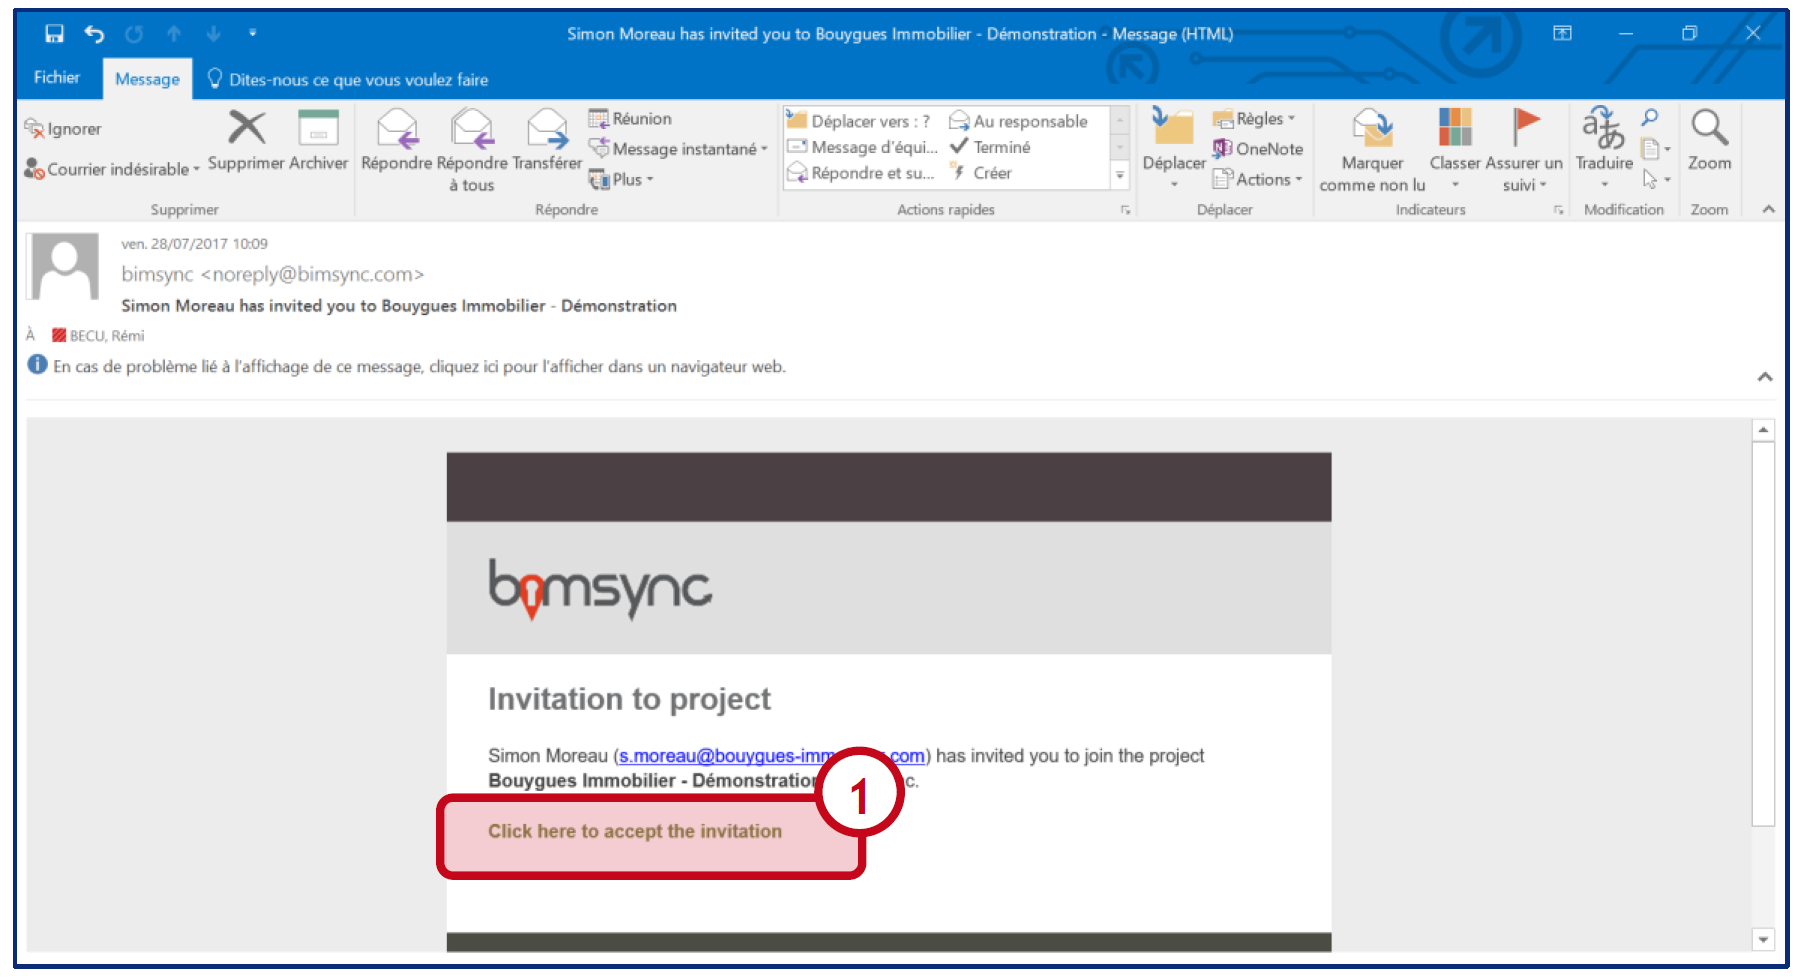 Simon Moreau has invited you to Bouygues Immobilier - Démonstration - Message (HTML)
Fichier
Message
Dites-nous ce que vous voulez faire
Ignorer
Courrier indésirable
Supprimer
Archiver
Supprimer
Répondre
Répondre à tous
Transférer
Réunion
Message instantané
Plus
Répondre
Déplacer vers : ?
Au responsable
Message d'équi...
Terminé
Répondre et su...
Créer
Actions rapides
Déplacer
Règles
OneNote
Actions
Déplacer
Marquer comme non lu
Classer
Assurer un suivi
Indicateurs
Traduire
Modification
Zoom
Zoom
ven. 28/07/2017 10:09
bimsync <noreply@bimsync.com>
Simon Moreau has invited you to Bouygues Immobilier - Démonstration
À BECU, Rémi
En cas de problème lié à l'affichage de ce message, cliquez ici pour l'afficher dans un navigateur web.
bimsync
Invitation to project
Simon Moreau (s.moreau@bouygues-imm com) has invited you to join the project
Bouygues Immobilier - Démonstration c.
1
Click here to accept the invitation